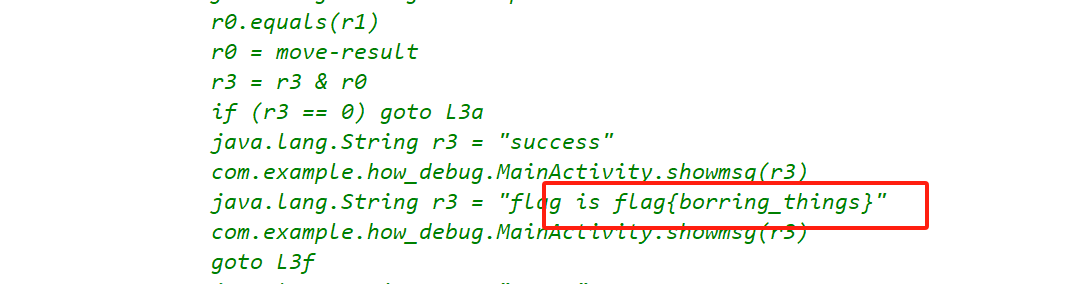 r0.equals(r1)
r0 = move-result
r3 = r3 & r0
if (r3 == 0) goto L3a
java.lang.String r3 = "success"
com.example.how_debug.MainActivity.showmsg(r3)
java.lang.String r3 = "flag is flag{borring_things}"
com.example.how_debug.MainActivity.showmsg(r3)
goto L3f